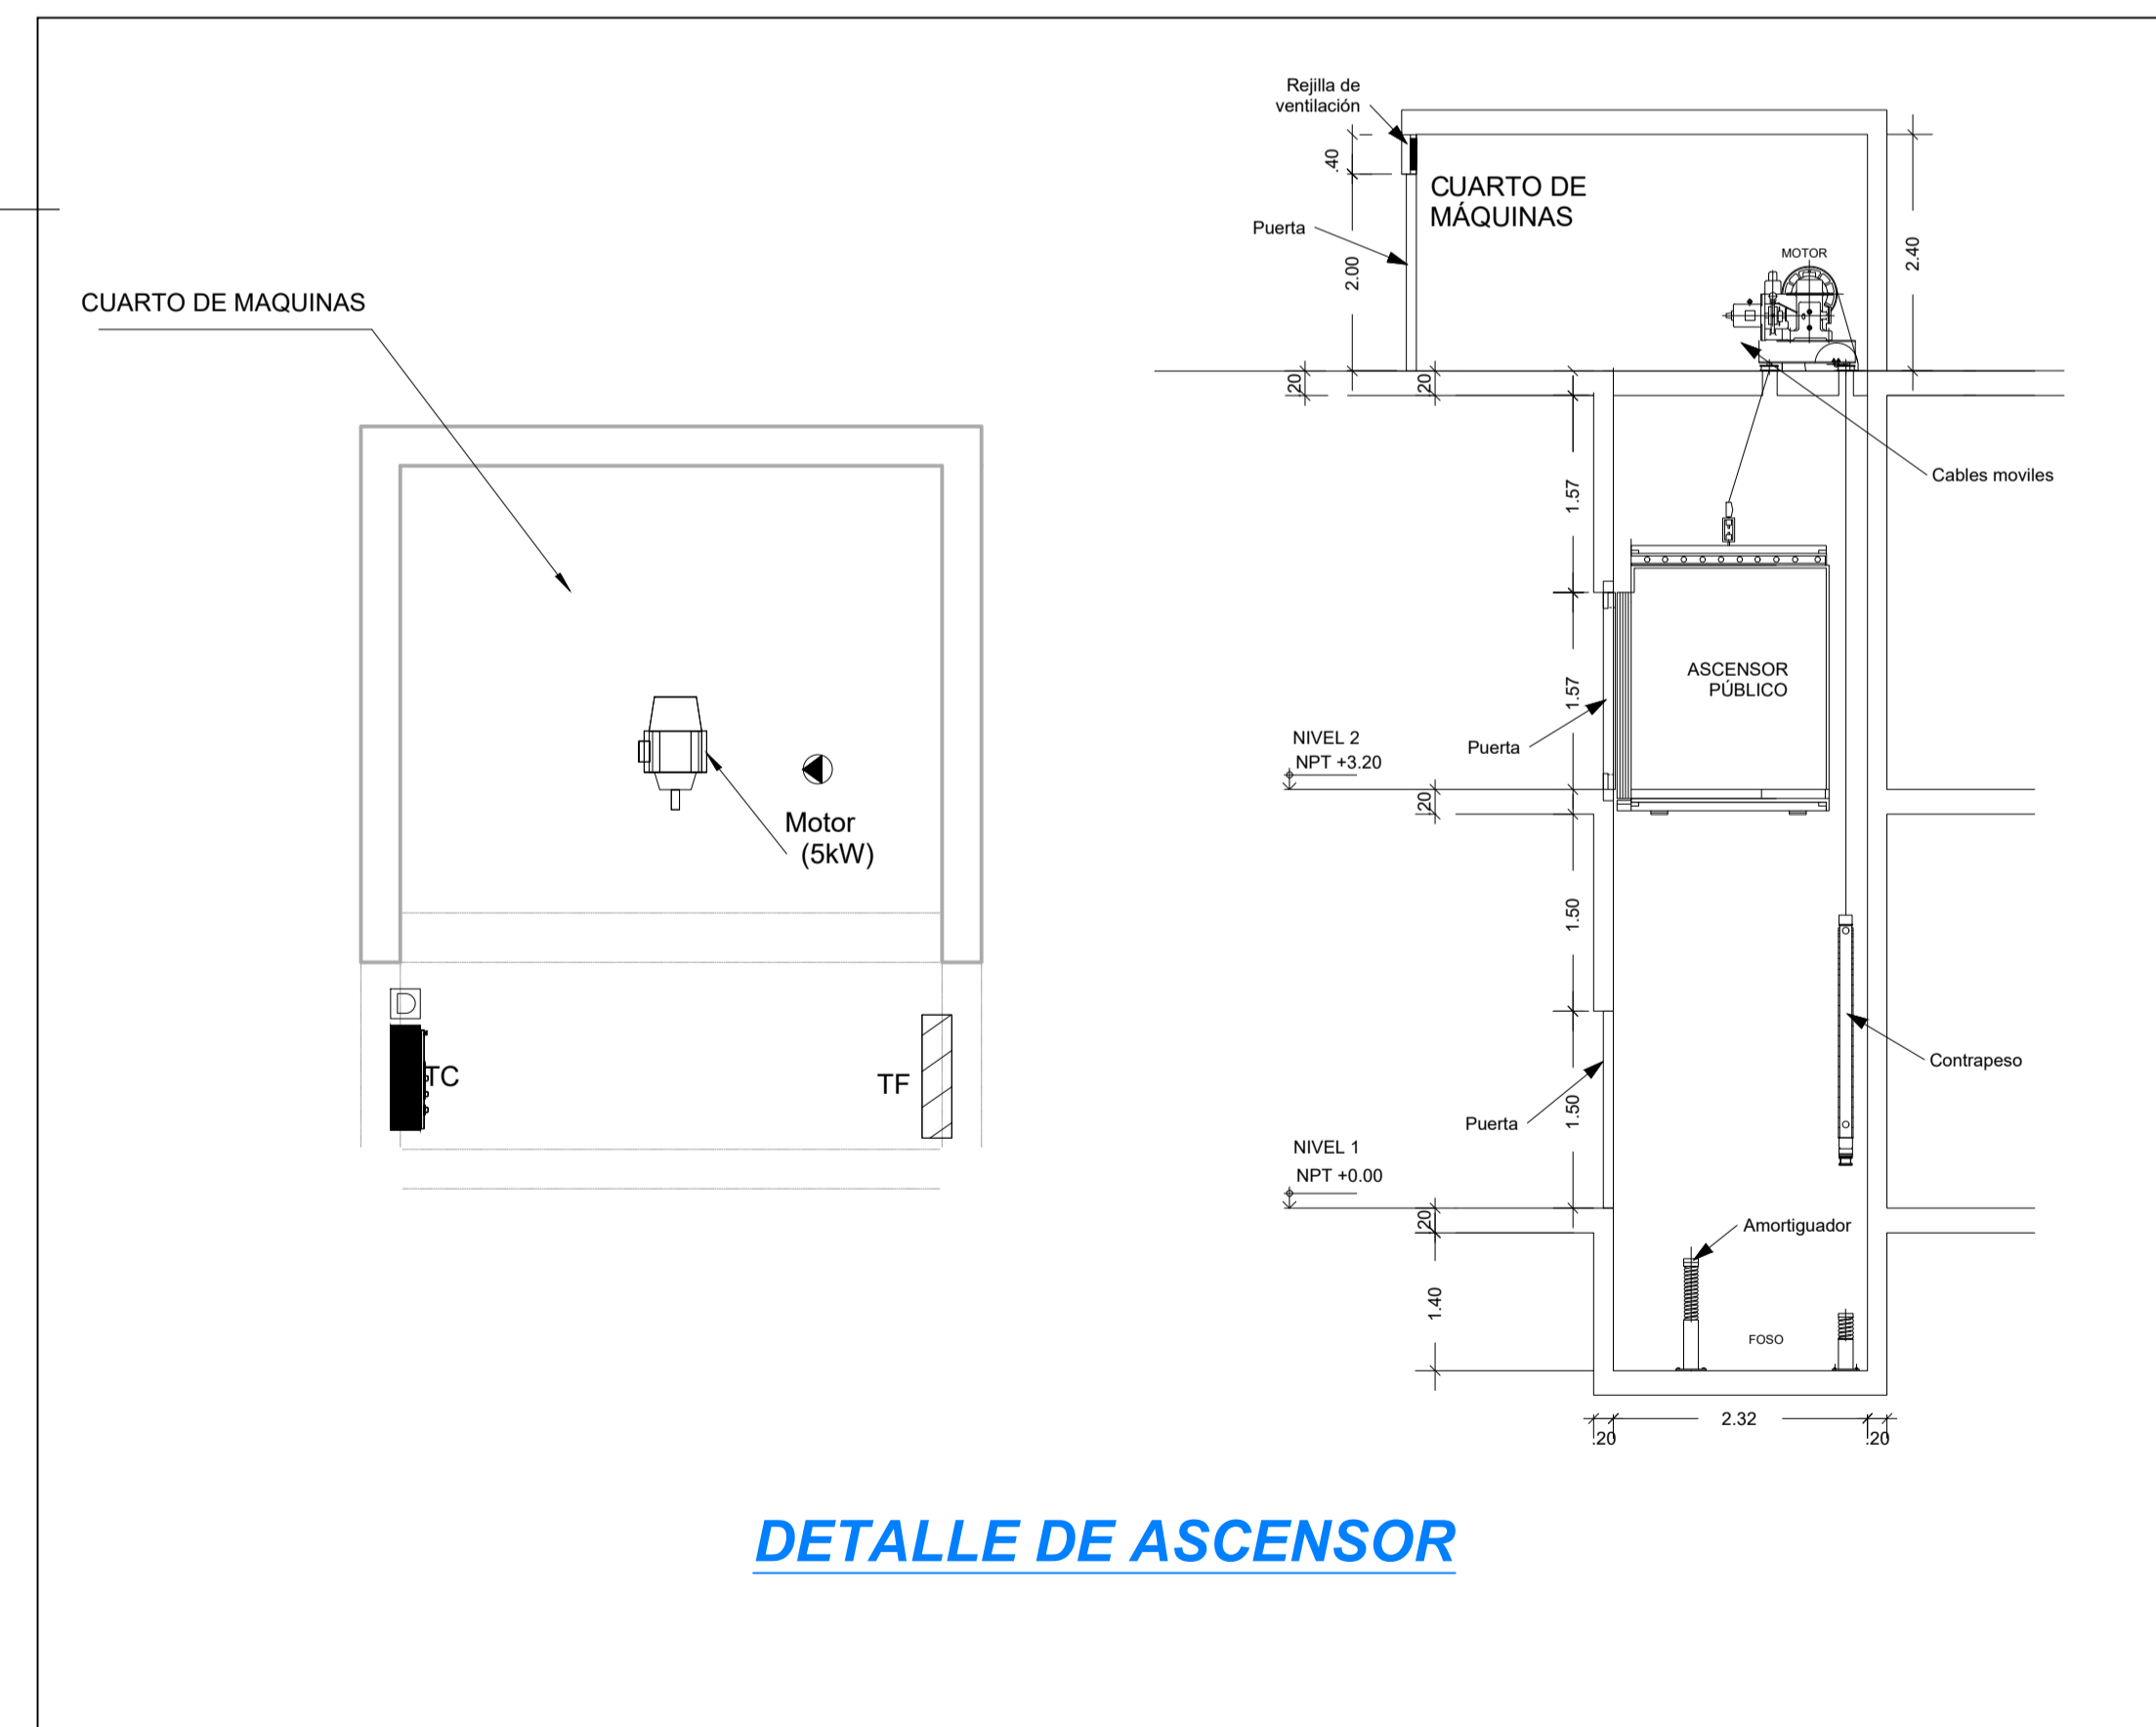 Rejilla de
ventilación
.40
CUARTO DE
MÁQUINAS
Puerta
2.00
MOTOR
2.40
CUARTO DE MAQUINAS
.20
.20
Cables moviles
1.57
ASCENSOR
PÚBLICO
1.57
NIVEL 2
NPT +3.20
Puerta
.20
Motor
(5kW)
1.50
D
TC
TF
Contrapeso
1.50
Puerta
NIVEL 1
NPT +0.00
.20
Amortiguador
1.40
FOSO
2.32
.20
.20
DETALLE DE ASCENSOR